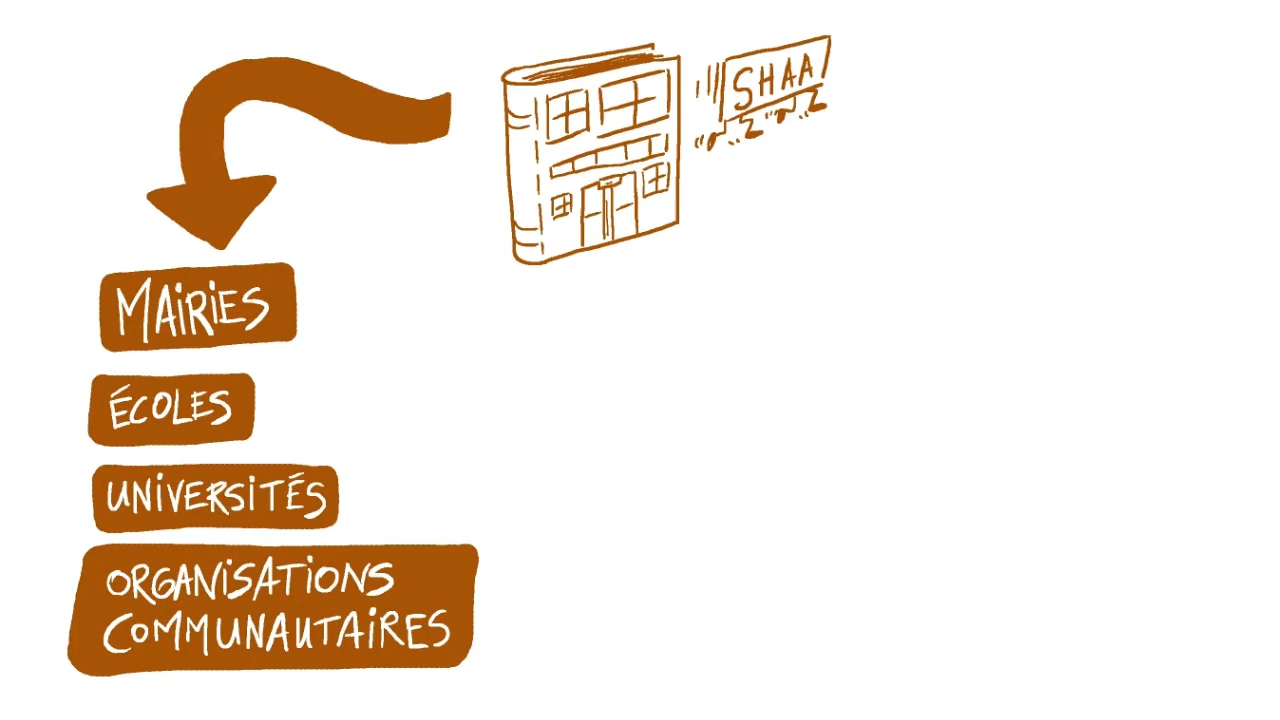 SHAA
MAIRIES
ÉCOLES
UNIVERSITÉS
ORGANISATIONS
COMMUNAUTAIRES